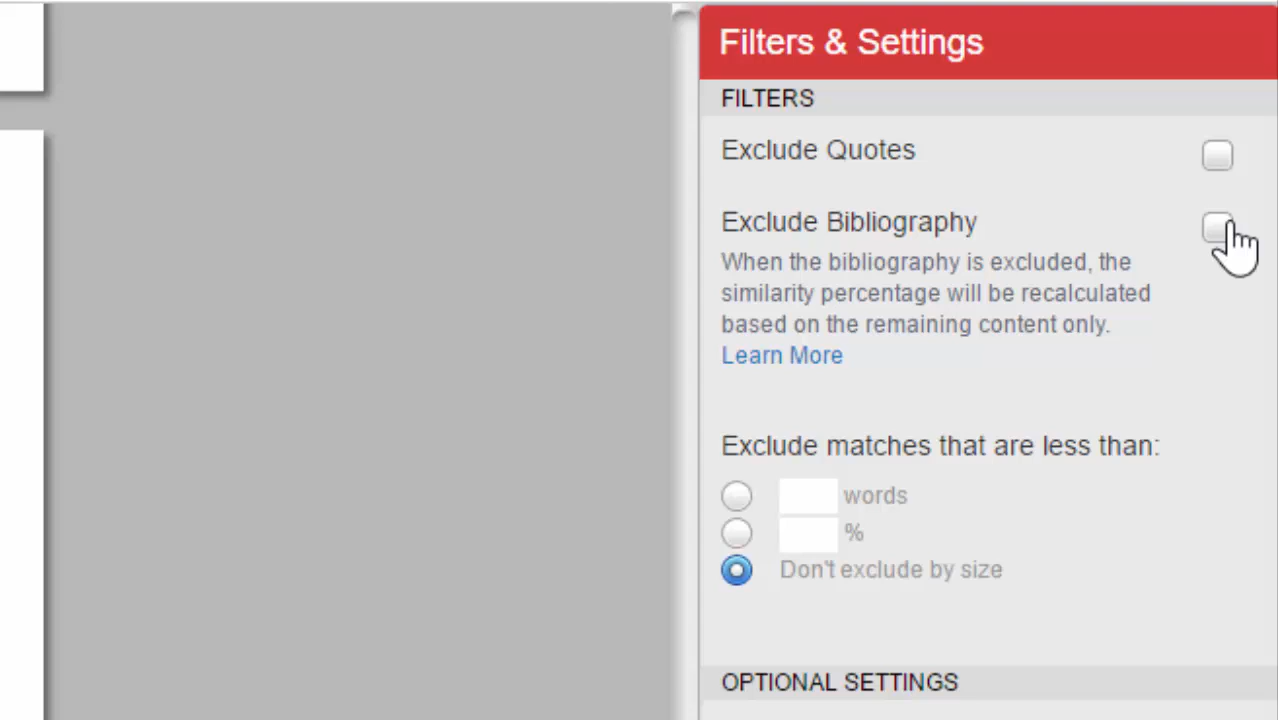 Filters & Settings
FILTERS
Exclude Quotes
Exclude Bibliography
When the bibliography is excluded, the
similarity percentage will be recalculated
based on the remaining content only.
Learn More
Exclude matches that are less than:
words
%
Don't exclude by size
OPTIONAL SETTINGS